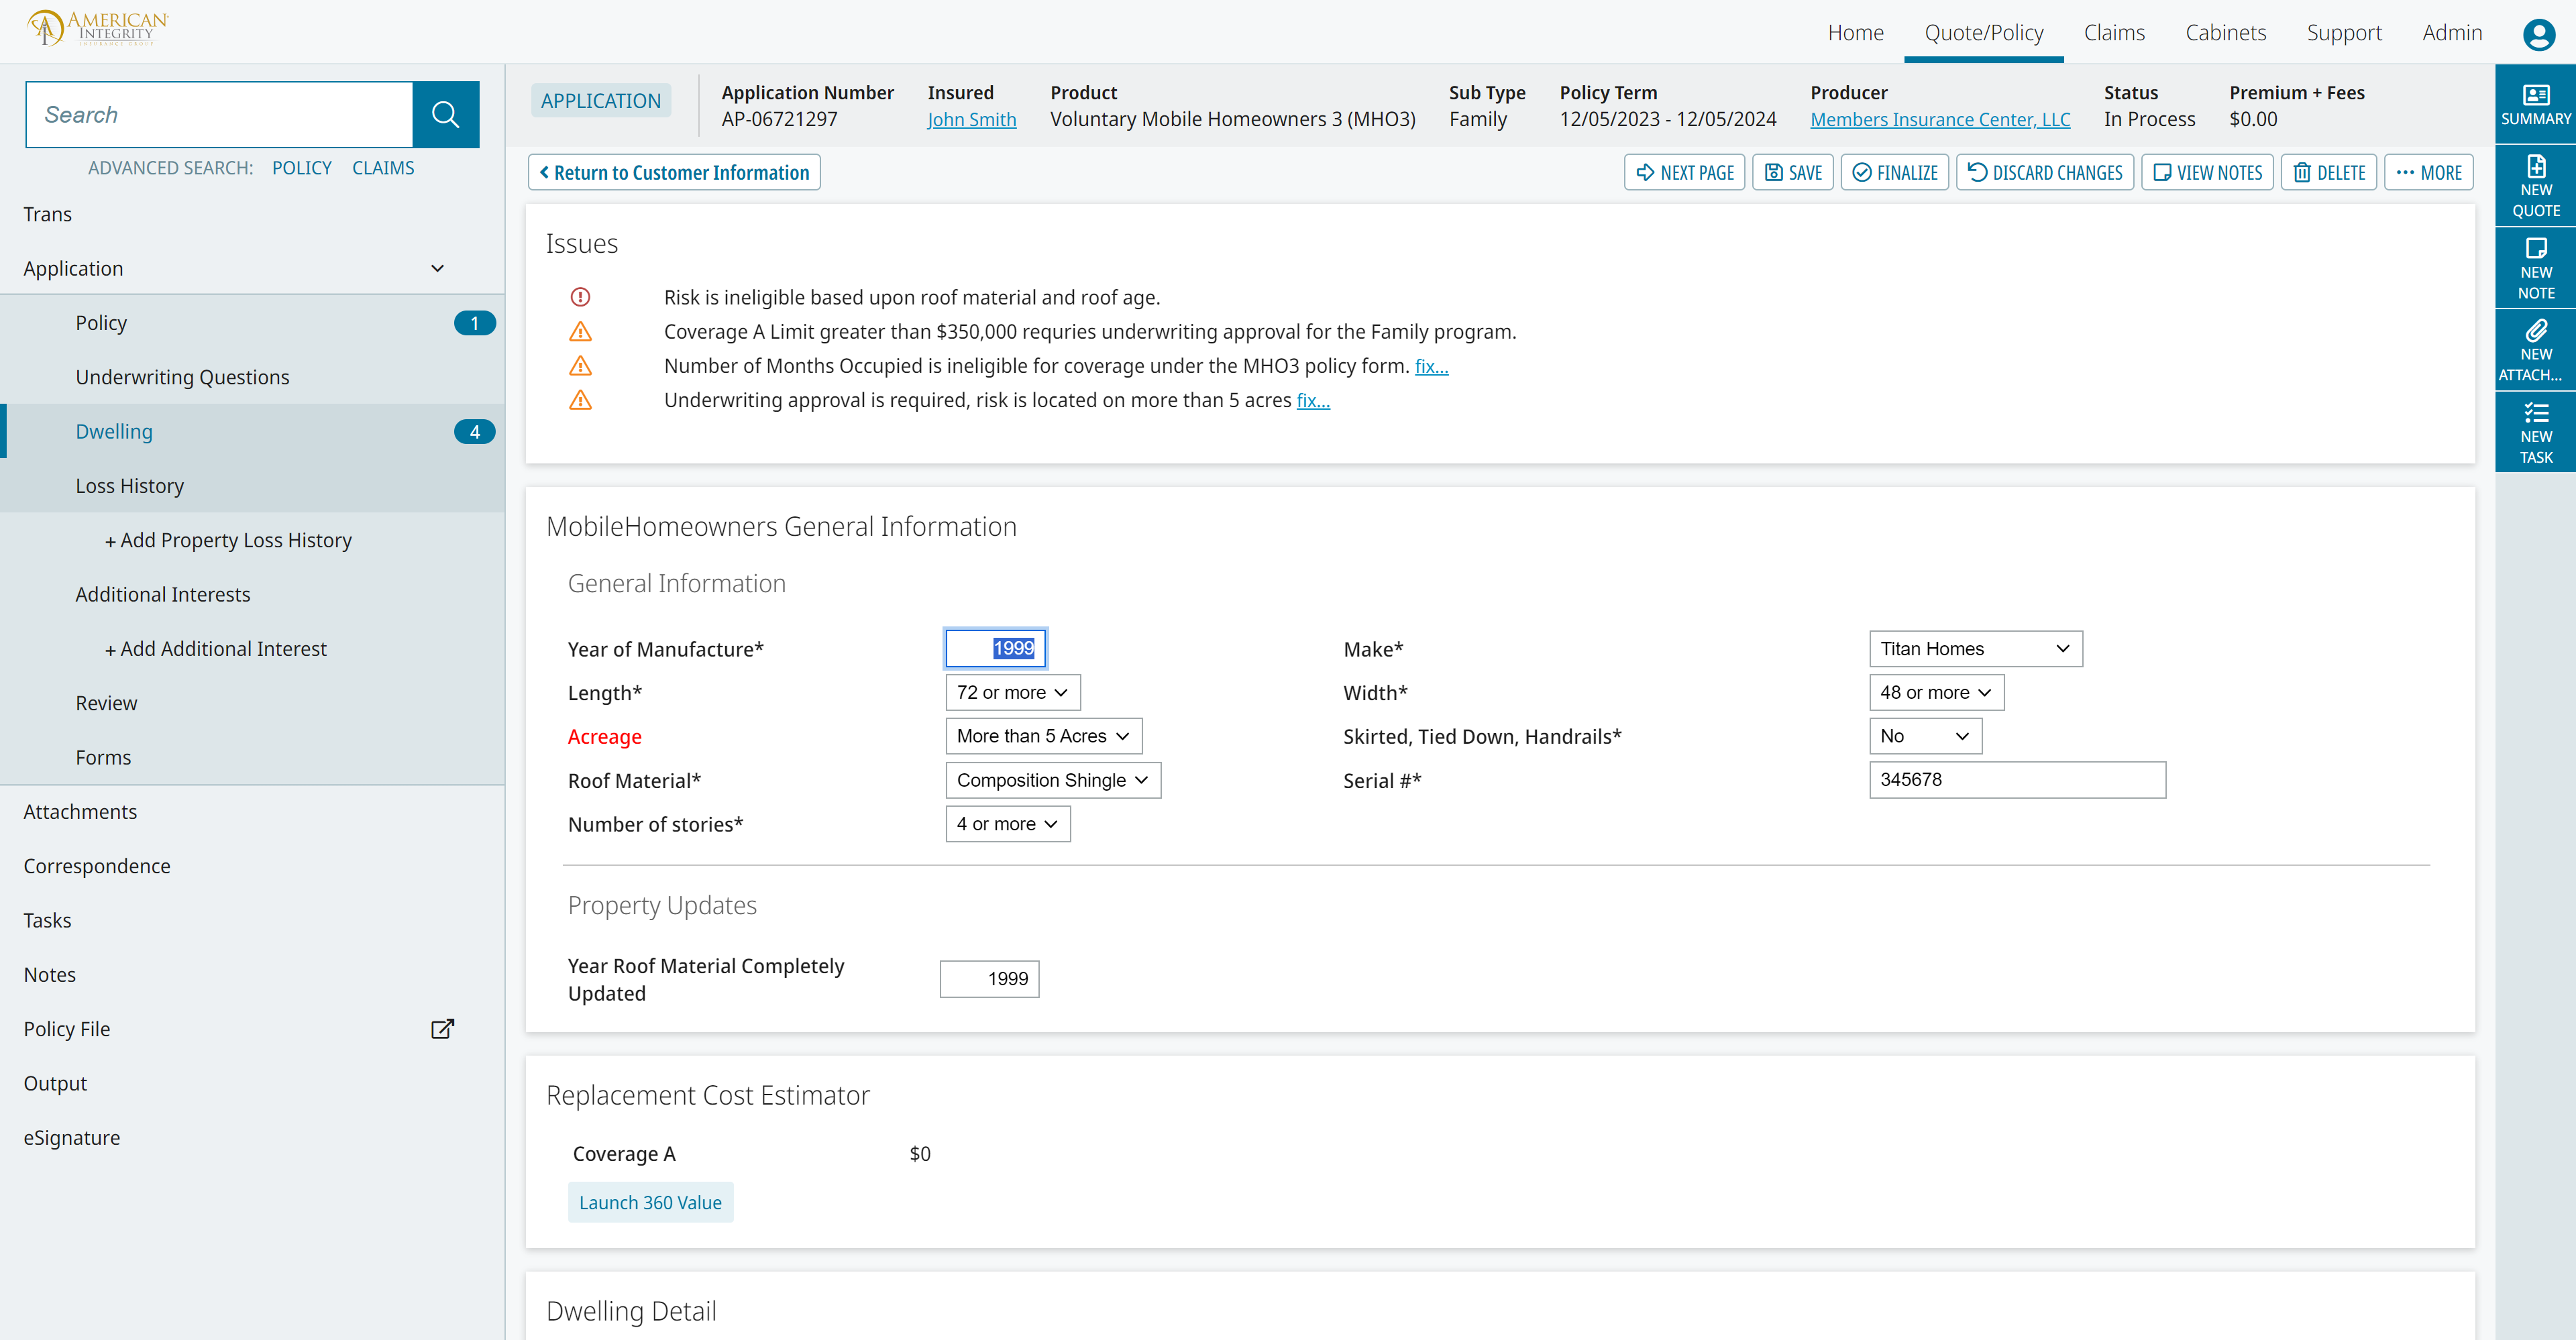 AMERICAN
INTEGRITY
INSURANCE GROUP
Home
Quote/Policy
Claims
Cabinets
Support
Admin
Search
ADVANCED SEARCH: POLICY CLAIMS
Trans
Application
Policy 1
Underwriting Questions
Dwelling 4
Loss History
+ Add Property Loss History
Additional Interests
+ Add Additional Interest
Review
Forms
Attachments
Correspondence
Tasks
Notes
Policy File
Output
eSignature
APPLICATION
Application Number
AP-06721297
Insured
John Smith
Product
Voluntary Mobile Homeowners 3 (MHO3)
Sub Type
Family
Policy Term
12/05/2023 - 12/05/2024
Producer
Members Insurance Center, LLC
Status
In Process
Premium + Fees
$0.00
Return to Customer Information
NEXT PAGE
SAVE
FINALIZE
DISCARD CHANGES
VIEW NOTES
DELETE
MORE
Issues
Risk is ineligible based upon roof material and roof age.
Coverage A Limit greater than $350,000 requries underwriting approval for the Family program.
Number of Months Occupied is ineligible for coverage under the MHO3 policy form. fix...
Underwriting approval is required, risk is located on more than 5 acres fix...
MobileHomeowners General Information
General Information
Year of Manufacture* 1999
Make* Titan Homes
Length* 72 or more
Width* 48 or more
Acreage More than 5 Acres
Skirted, Tied Down, Handrails* No
Roof Material* Composition Shingle
Serial #* 345678
Number of stories* 4 or more
Property Updates
Year Roof Material Completely
Updated
1999
Replacement Cost Estimator
Coverage A $0
Launch 360 Value
Dwelling Detail
SUMMARY
NEW
QUOTE
NEW
NOTE
NEW
ATTACH...
NEW
TASK